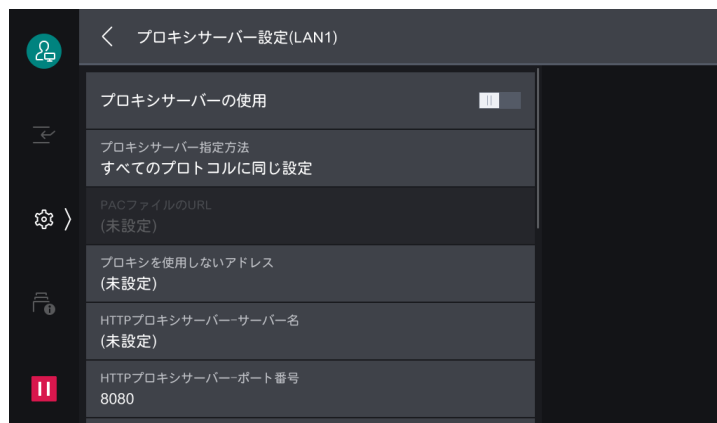 プロキシサーバー設定(LAN1)
プロキシサーバーの使用
プロキシサーバー指定方法
すべてのプロトコルに同じ設定
PACファイルのURL
(未設定)
プロキシを使用しないアドレス
(未設定)
HTTPプロキシサーバー-サーバー名
(未設定)
HTTPプロキシサーバー-ポート番号
8080